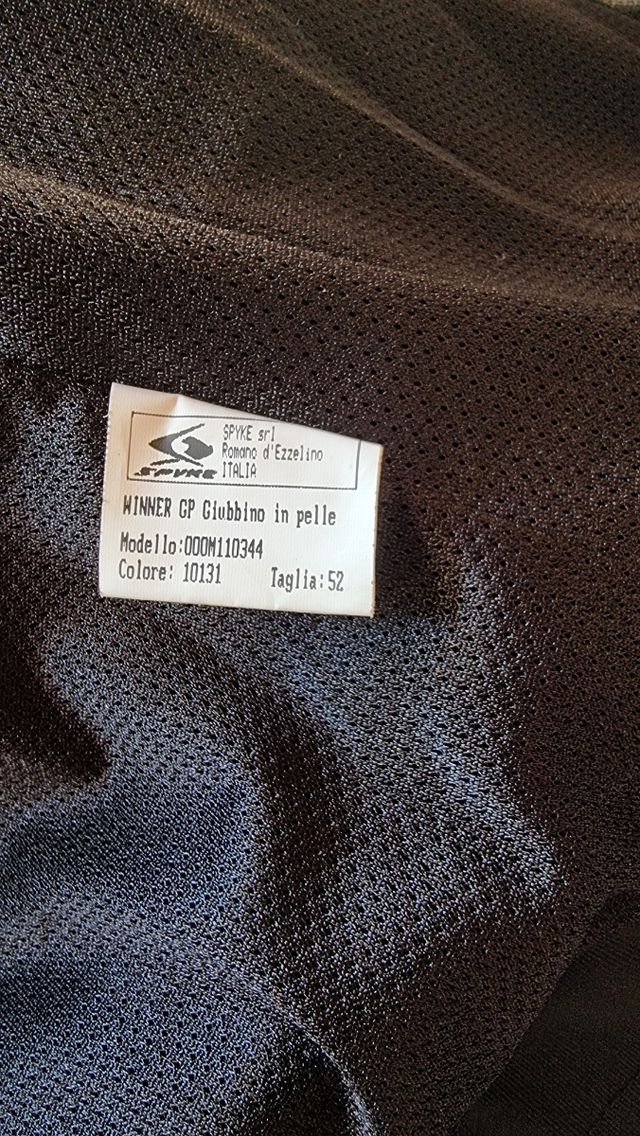 SPYKE srl
Romano d'Ezzelino
ITALIA
SPYKE
WINNER GP Giubbino in pelle
Modello:000M110344
Colore: 10131 Taglia:52